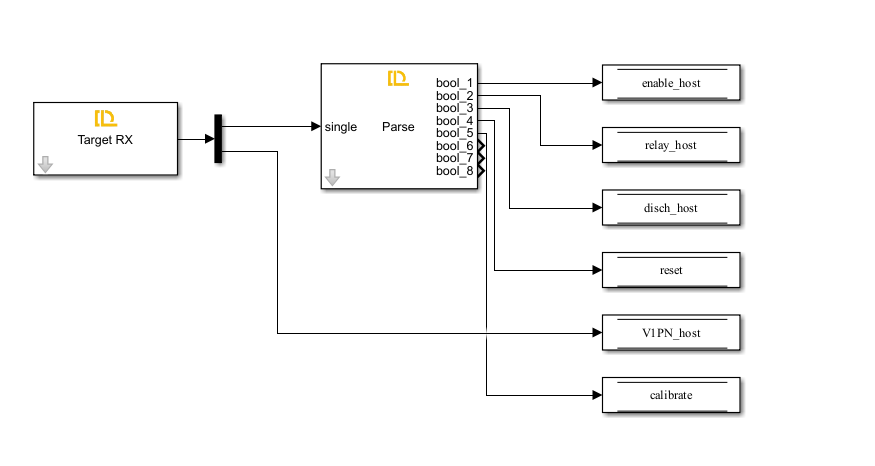 Target RX
single
Parse
bool_1
bool_2
bool_3
bool_4
bool_5
bool_6
bool_7
bool_8
enable_host
relay_host
disch_host
reset
V1PN_host
calibrate